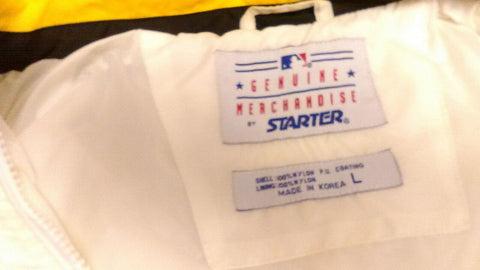 GENUINE
MERCHANDISE
BY STARTER®
SHELL: 100% NYLON P.U. COATING
LINING: 100% NYLON
MADE IN KOREA L